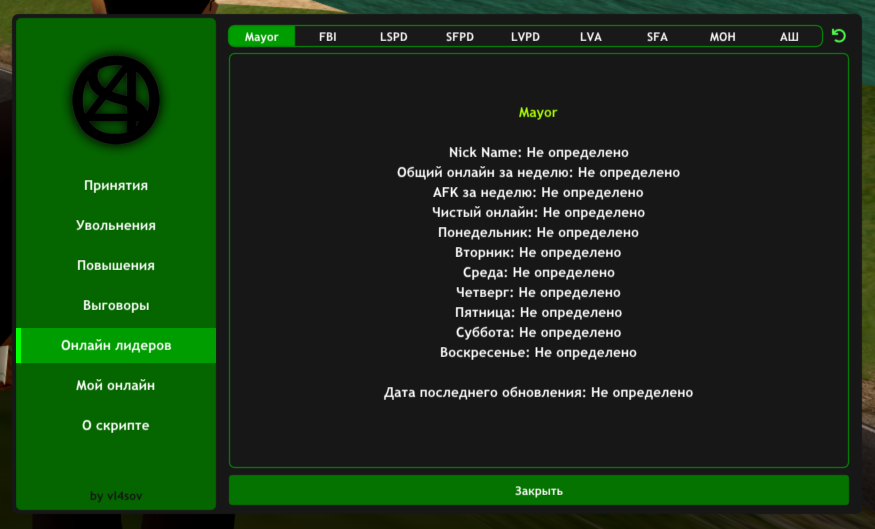 Mayor FBI LSPD SFPD LVPD LVA SFA МОН АШ
Принятия
Увольнения
Повышения
Выговоры
Онлайн лидеров
Мой онлайн
О скрипте
by vl4sov
Mayor
Nick Name: Не определено
Общий онлайн за неделю: Не определено
AFK за неделю: Не определено
Чистый онлайн: Не определено
Понедельник: Не определено
Вторник: Не определено
Среда: Не определено
Четверг: Не определено
Пятница: Не определено
Суббота: Не определено
Воскресенье: Не определено
Дата последнего обновления: Не определено
Закрыть